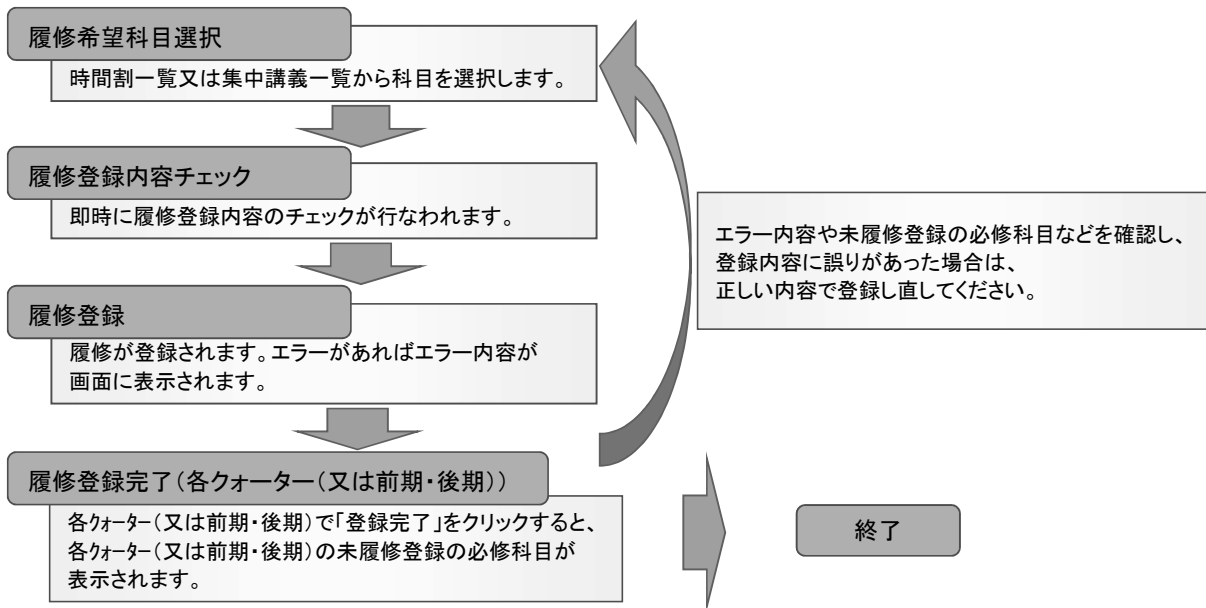 履修希望科目選択
時間割一覧又は集中講義一覧から科目を選択します。
履修登録内容チェック
即時に履修登録内容のチェックが行なわれます。
履修登録
履修が登録されます。エラーがあればエラー内容が
画面に表示されます。
履修登録完了(各クォーター(又は前期・後期))
各クォーター(又は前期・後期)で「登録完了」をクリックすると、
各クォーター(又は前期・後期)の未履修登録の必修科目が
表示されます。
エラー内容や未履修登録の必修科目などを確認し、
登録内容に誤りがあった場合は、
正しい内容で登録し直してください。
終了